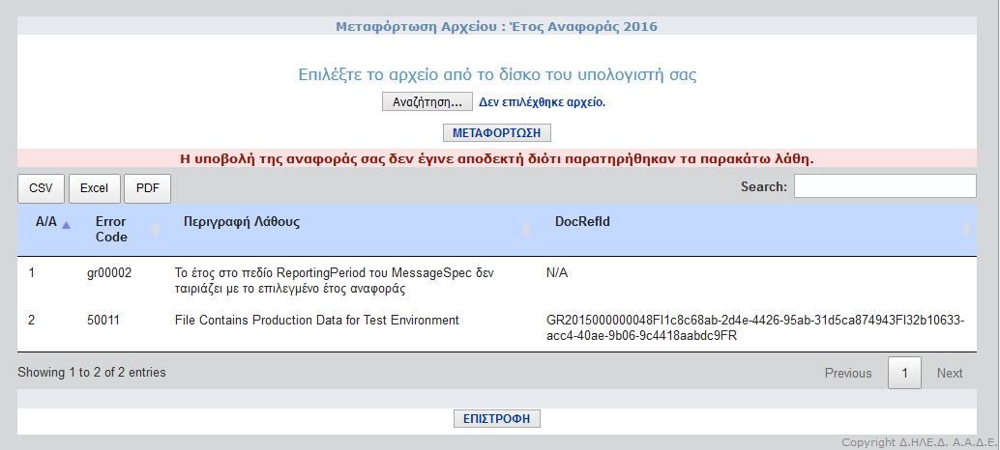 Μεταφόρτωση Αρχείου : Έτος Αναφοράς 2016
Επιλέξτε το αρχείο από το δίσκο του υπολογιστή σας
Αναζήτηση... Δεν επιλέχθηκε αρχείο.
ΜΕΤΑΦΟΡΤΩΣΗ
Η υποβολή της αναφοράς σας δεν έγινε αποδεκτή διότι παρατηρήθηκαν τα παρακάτω λάθη.
CSV Excel PDF Search:
Α/Α Error Code Περιγραφή Λάθους DocRefId
1 gr00002 Το έτος στο πεδίο ReportingPeriod του MessageSpec δεν N/A
ταιριάζει με το επιλεγμένο έτος αναφοράς
2 50011 File Contains Production Data for Test Environment GR2015000000048FI1c8c68ab-2d4e-4426-95ab-31d5ca874943FI32b10633-
acc4-40ae-9b06-9c4418aabdc9FR
Showing 1 to 2 of 2 entries Previous 1 Next
ΕΠΙΣΤΡΟΦΗ
Copyright Δ.ΗΛΕ.Δ. Α.Α.Δ.Ε.